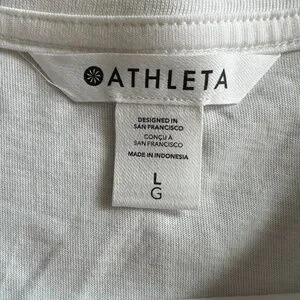 ATHLETA
DESIGNED IN
SAN FRANCISCO
CONÇU À
SAN FRANCISCO
MADE IN INDONESIA
L
G